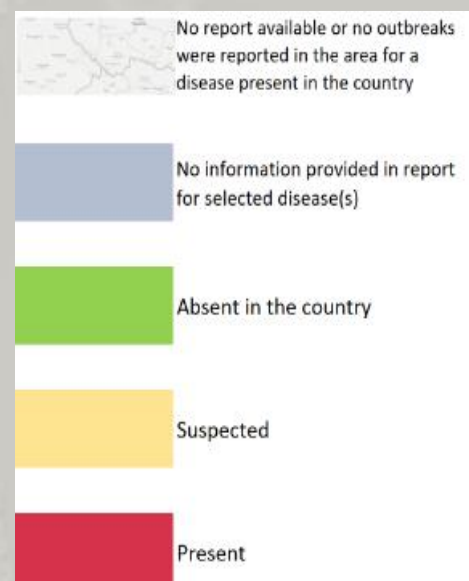 No report available or no outbreaks
were reported in the area for a
disease present in the country
No information provided in report
for selected disease(s)
Absent in the country
Suspected
Present